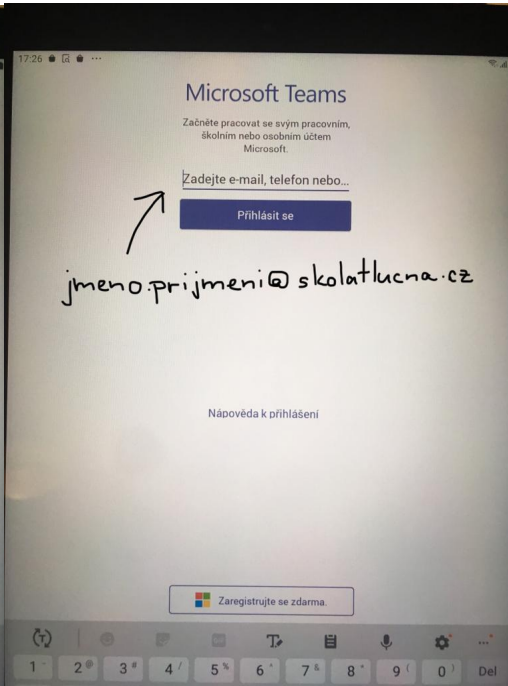 17:26
Microsoft Teams
Začněte pracovat se svým pracovním,
školním nebo osobním účtem
Microsoft.
Zadejte e-mail, telefon nebo...
Přihlásit se
jmeno.prijmeni@skolatlucna.cz
Nápověda k přihlášení
Zaregistrujte se zdarma.
1 2 @ 3 # 4 / 5 % 6 ^ 7 & 8 * 9 ( 0 ) Del